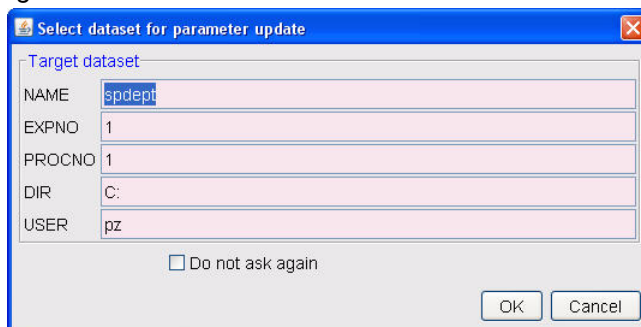 Select dataset for parameter update
Target dataset
NAME spdept
EXPNO 1
PROCNO 1
DIR C:
USER pz
Do not ask again
OK Cancel